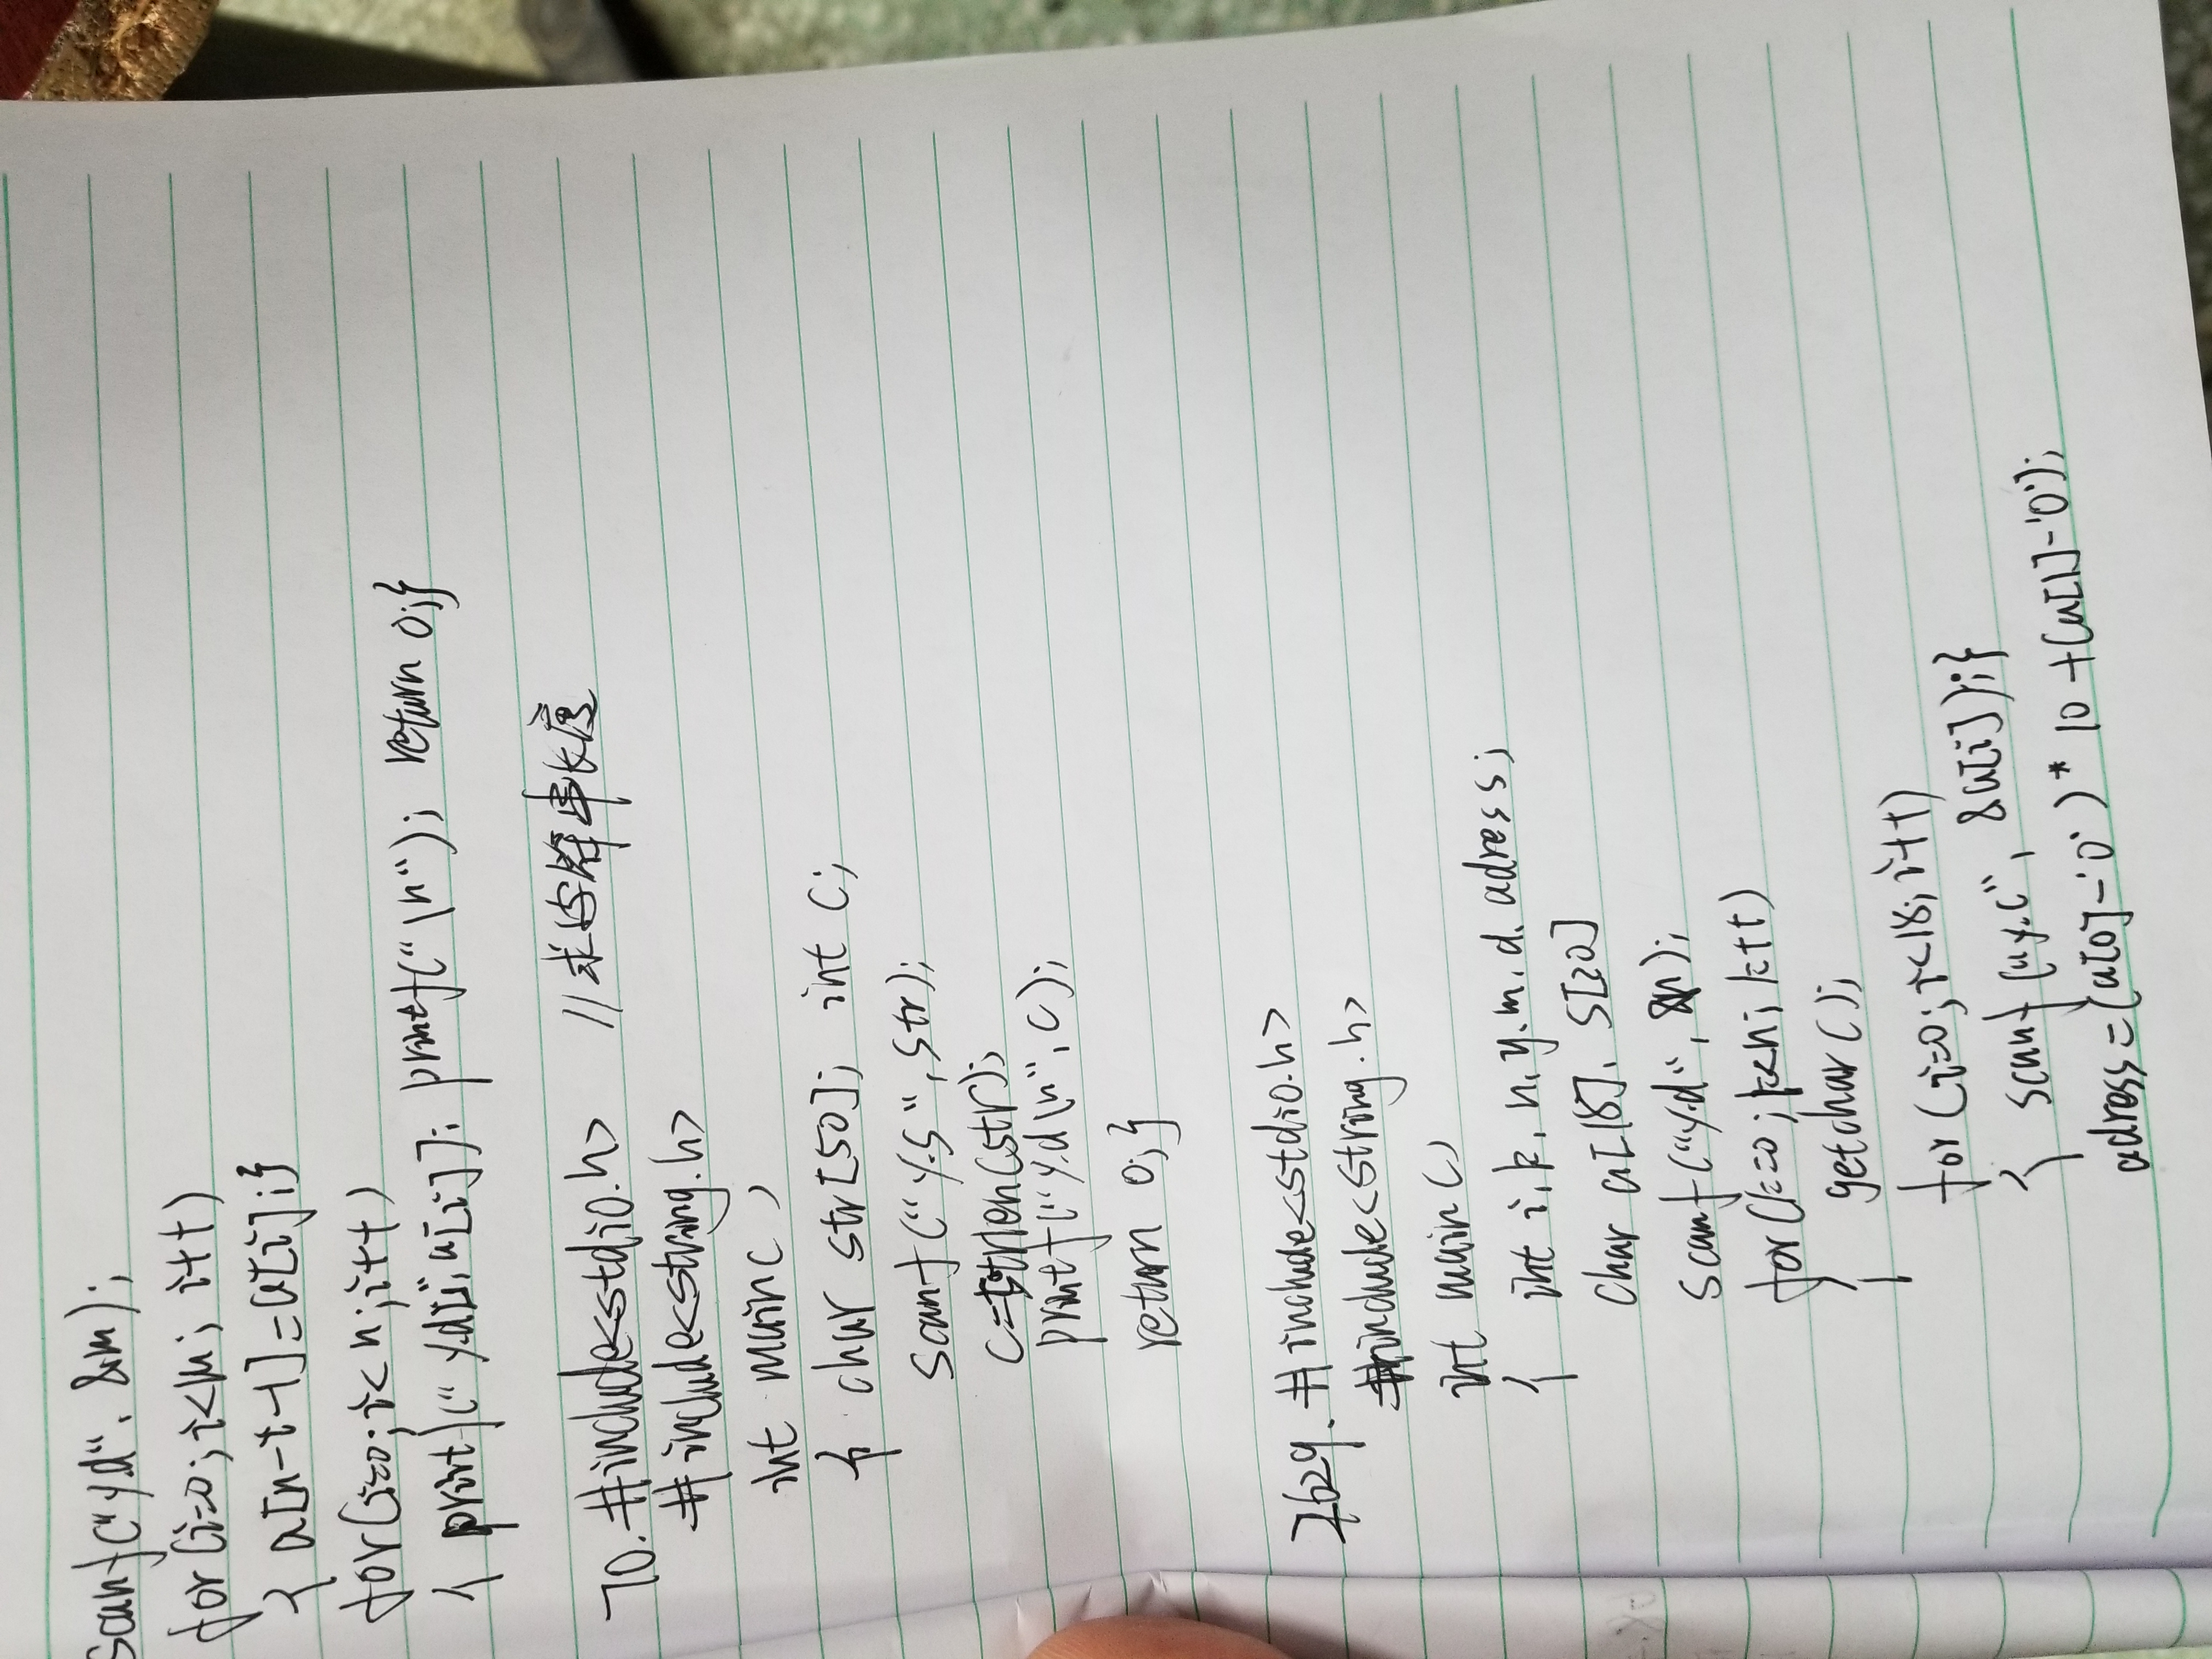 scanf("%d", &m);
for(i=0; i<m; i++)
{ a[n-i-1]=a[i];}
for(i=0; i<n; i++)
{ printf("%d ",a[i]); printf("\n"); return 0;}
70. #include<stdio.h> //求字符串长度
#include<string.h>
int main()
{ char str[50]; int c;
scanf("%s",str);
c=strlen(str);
printf("%d\n",c);
return 0;}
2629. #include<stdio.h>
#include<string.h>
int main()
{ int i,k,n,y,m,d,adress;
char a[18],s[20]
scanf("%d",&n);
for(k=0;k<n;k++)
{ getchar();
for(i=0;i<18;i++)
{ scanf("%c",&a[i]);}
adress=(a[0]-'0')*10+(a[1]-'0');